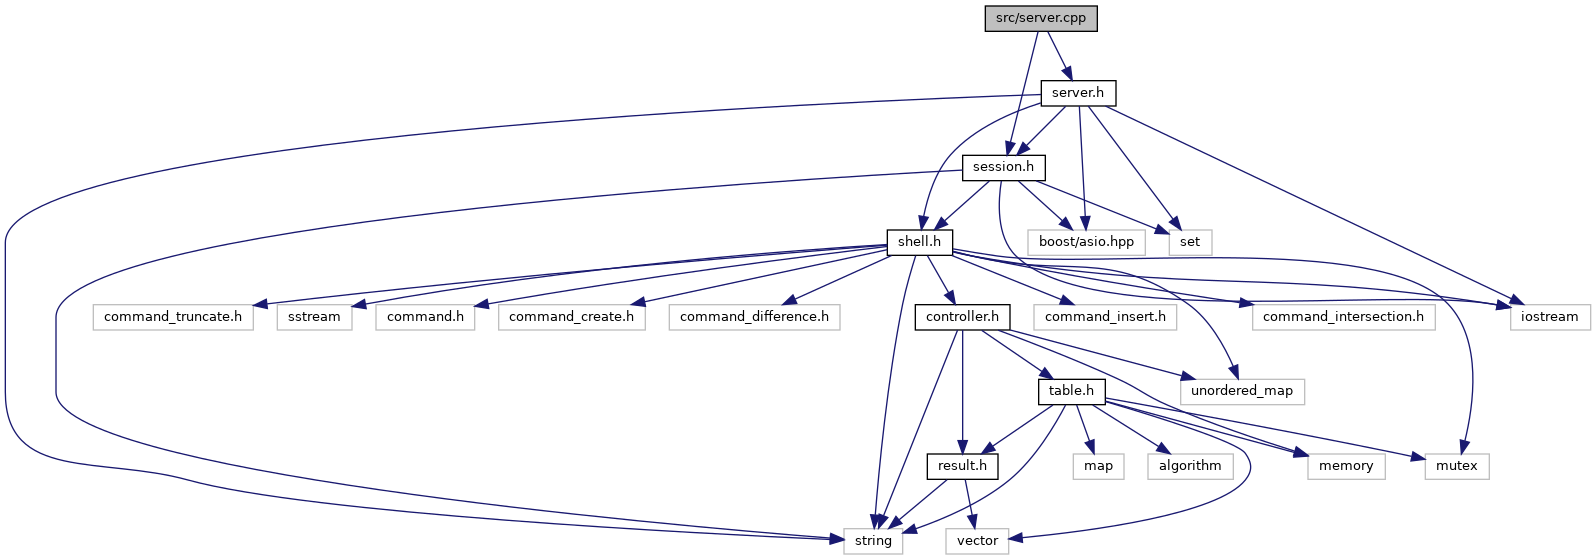 src/server.cpp
server.h
session.h
shell.h
boost/asio.hpp
set
command_truncate.h
sstream
command.h
command_create.h
command_difference.h
controller.h
command_insert.h
command_intersection.h
iostream
table.h
unordered_map
result.h
map
algorithm
memory
mutex
string
vector